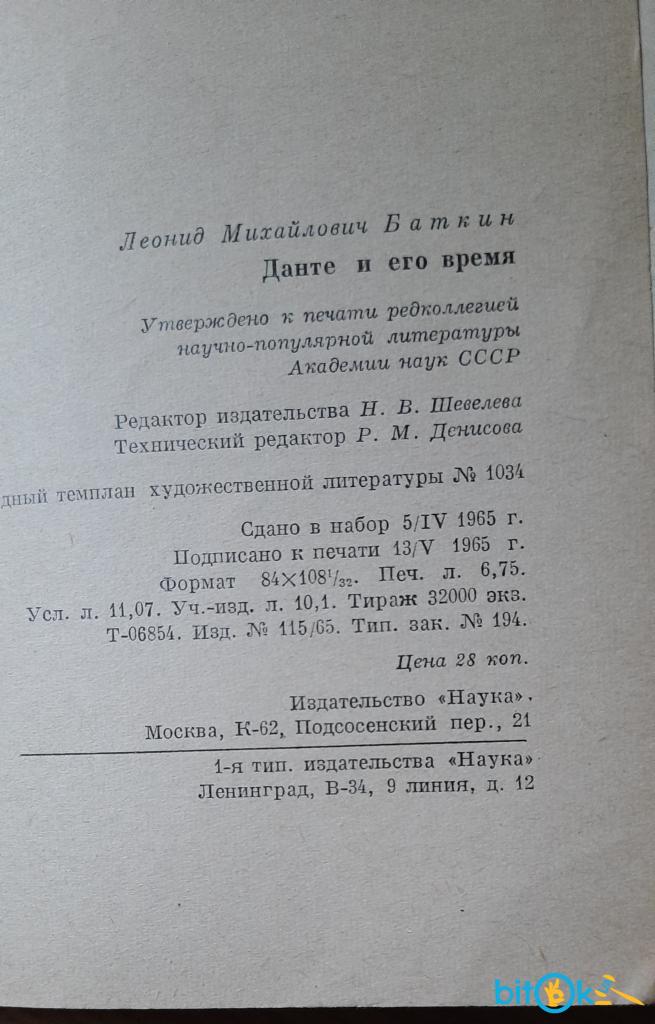 Леонид Михайлович Баткин
Данте и его время
Утверждено к печати редколлегией
научно-популярной литературы
Академии наук СССР
Редактор издательства Н. В. Шевелева
Технический редактор Р. М. Денисова
дный темплан художественной литературы № 1034
Сдано в набор 5/IV 1965 г.
Подписано к печати 13/V 1965 г.
Формат 84×108¹/₃₂. Печ. л. 6,75.
Усл. л. 11,07. Уч.-изд. л. 10,1. Тираж 32000 экз.
Т-06854. Изд. № 115/65. Тип. зак. № 194.
Цена 28 коп.
Издательство «Наука».
Москва, К-62, Подсосенский пер., 21
1-я тип. издательства «Наука»
Ленинград, В-34, 9 линия, д. 12
bitOk